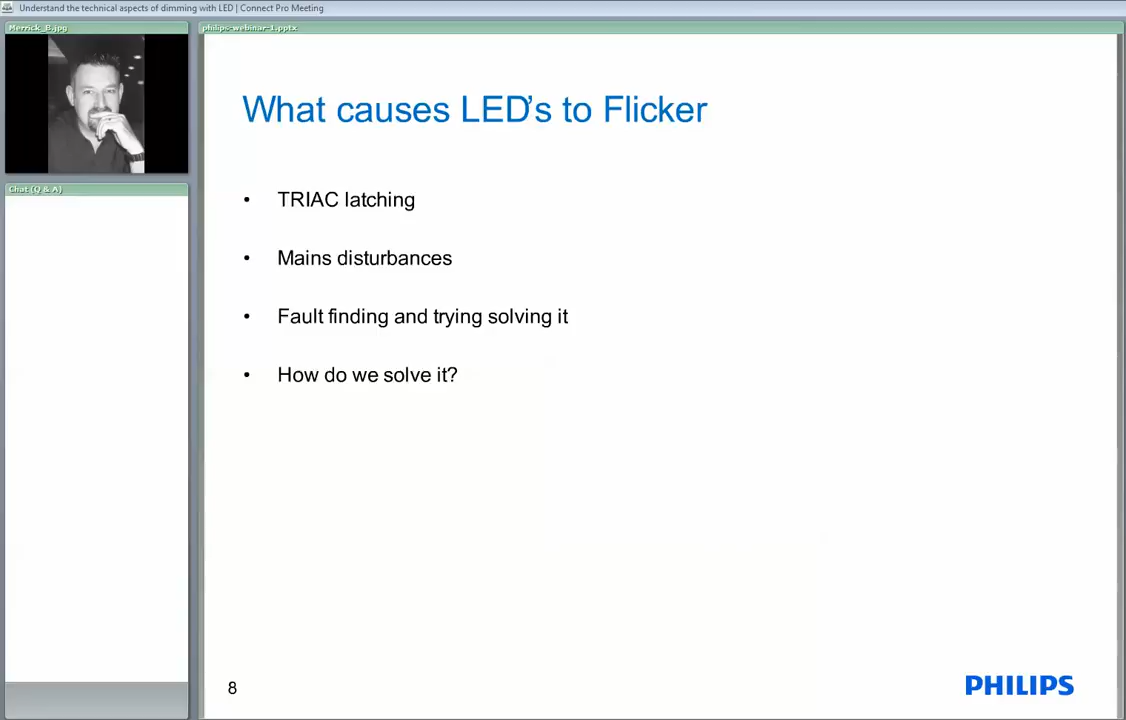 Understand the technical aspects of dimming with LED | Connect Pro Meeting
Merrick_B.jpg
philips-webinar-1.pptx
What causes LED's to Flicker
• TRIAC latching
• Mains disturbances
• Fault finding and trying solving it
• How do we solve it?
Chat (Q & A)
8
PHILIPS